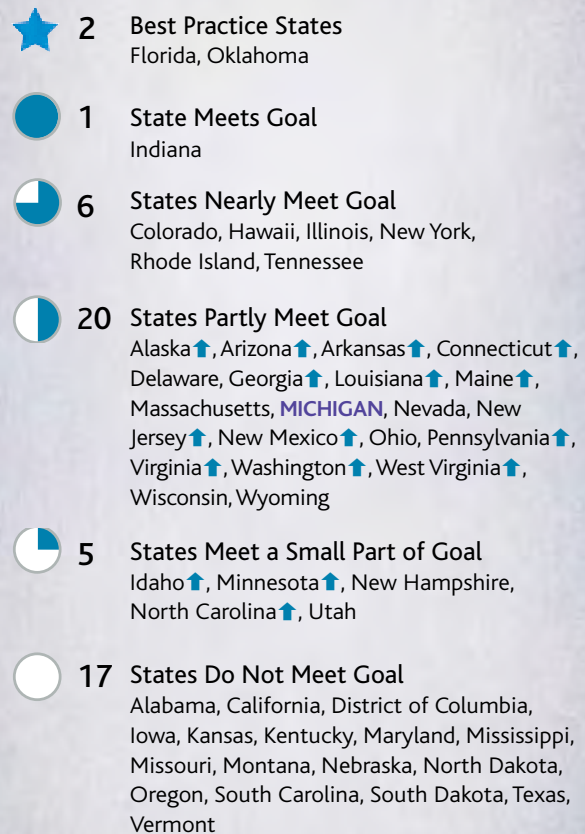 2 Best Practice States
Florida, Oklahoma
1 State Meets Goal
Indiana
6 States Nearly Meet Goal
Colorado, Hawaii, Illinois, New York,
Rhode Island, Tennessee
20 States Partly Meet Goal
Alaska⬆, Arizona⬆, Arkansas⬆, Connecticut⬆,
Delaware, Georgia⬆, Louisiana⬆, Maine⬆,
Massachusetts, MICHIGAN, Nevada, New
Jersey⬆, New Mexico⬆, Ohio, Pennsylvania⬆,
Virginia⬆, Washington⬆, West Virginia⬆,
Wisconsin, Wyoming
5 States Meet a Small Part of Goal
Idaho⬆, Minnesota⬆, New Hampshire,
North Carolina⬆, Utah
17 States Do Not Meet Goal
Alabama, California, District of Columbia,
Iowa, Kansas, Kentucky, Maryland, Mississippi,
Missouri, Montana, Nebraska, North Dakota,
Oregon, South Carolina, South Dakota, Texas,
Vermont